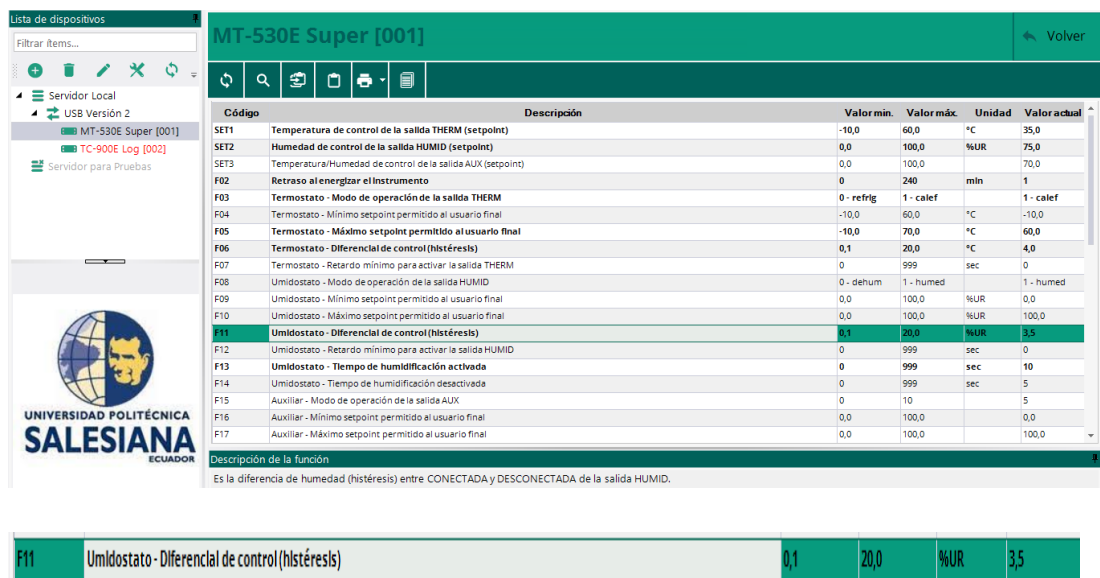 Lista de dispositivos
Filtrar ítems...
Servidor Local
USB Versión 2
MT-530E Super [001]
TC-900E Log [002]
Servidor para Pruebas
UNIVERSIDAD POLITÉCNICA
SALESIANA
ECUADOR
MT-530E Super [001]
Volver
Código Descripción Valor min. Valor máx. Unidad Valor actual
SET1 Temperatura de control de la salida THERM (setpoint) -10,0 60,0 °C 35,0
SET2 Humedad de control de la salida HUMID (setpoint) 0,0 100,0 %UR 75,0
SET3 Temperatura/Humedad de control de la salida AUX (setpoint) 0,0 100,0 70,0
F02 Retraso al energizar el instrumento 0 240 min 1
F03 Termostato - Modo de operación de la salida THERM 0 - refrig 1 - calef 1 - calef
F04 Termostato - Mínimo setpoint permitido al usuario final -10,0 60,0 °C -10,0
F05 Termostato - Máximo setpoint permitido al usuario final -10,0 70,0 °C 60,0
F06 Termostato - Diferencial de control (histéresis) 0,1 20,0 °C 4,0
F07 Termostato - Retardo mínimo para activar la salida THERM 0 999 sec 0
F08 Umidostato - Modo de operación de la salida HUMID 0 - dehum 1 - humed 1 - humed
F09 Umidostato - Mínimo setpoint permitido al usuario final 0,0 100,0 %UR 0,0
F10 Umidostato - Máximo setpoint permitido al usuario final 0,0 100,0 %UR 100,0
F11 Umidostato - Diferencial de control (histéresis) 0,1 20,0 %UR 3,5
F12 Umidostato - Retardo mínimo para activar la salida HUMID 0 999 sec 0
F13 Umidostato - Tiempo de humidificación activada 0 999 sec 10
F14 Umidostato - Tiempo de humidificación desactivada 0 999 sec 5
F15 Auxiliar - Modo de operación de la salida AUX 0 10 5
F16 Auxiliar - Mínimo setpoint permitido al usuario final 0,0 100,0 0,0
F17 Auxiliar - Máximo setpoint permitido al usuario final 0,0 100,0 100,0
Descripción de la función
Es la diferencia de humedad (histéresis) entre CONECTADA y DESCONECTADA de la salida HUMID.
F11 Umidostato - Diferencial de control (histéresis) 0,1 20,0 %UR 3,5